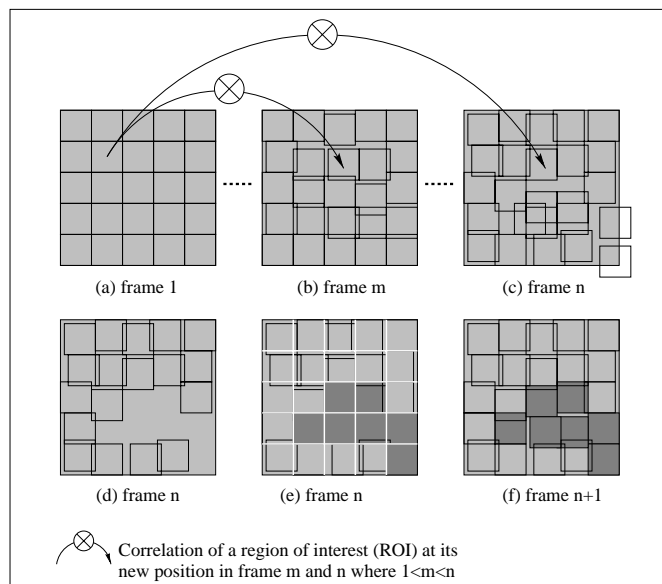 (a) frame 1
(b) frame m
(c) frame n
(d) frame n
(e) frame n
(f) frame n+1
Correlation of a region of interest (ROI) at its
new position in frame m and n where 1<m<n